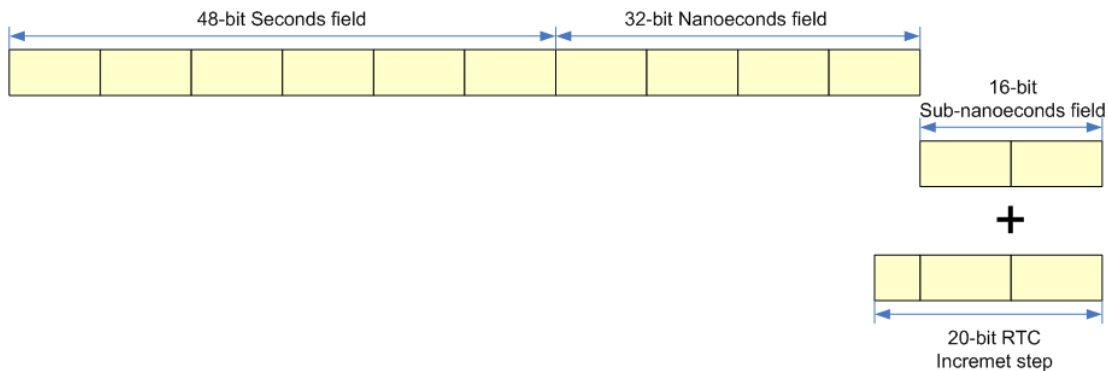 48-bit Seconds field
32-bit Nanoeconds field
16-bit
Sub-nanoeconds field
+
20-bit RTC
Incremet step